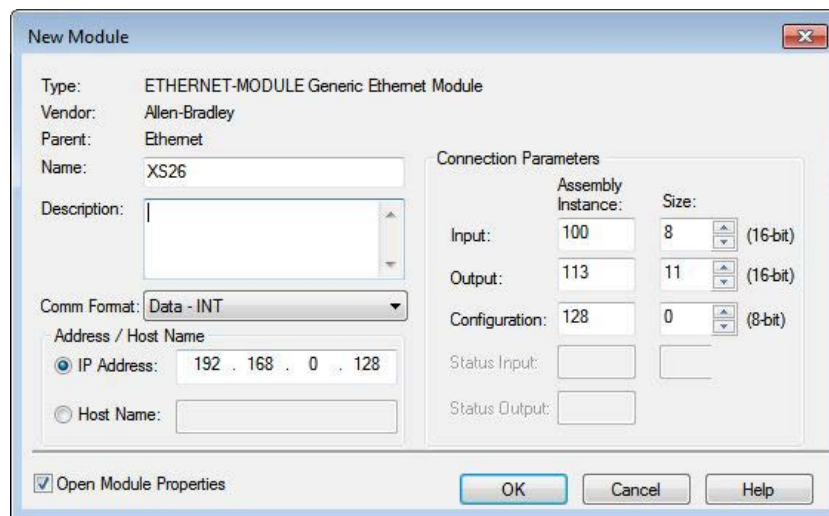 New Module
Type: ETHERNET-MODULE Generic Ethernet Module
Vendor: Allen-Bradley
Parent: Ethernet
Name: XS26
Description:
Comm Format: Data - INT
Address / Host Name
IP Address: 192 . 168 . 0 . 128
Host Name:
Connection Parameters
Assembly
Instance: Size:
Input: 100 8 (16-bit)
Output: 113 11 (16-bit)
Configuration: 128 0 (8-bit)
Status Input:
Status Output:
Open Module Properties
OK Cancel Help